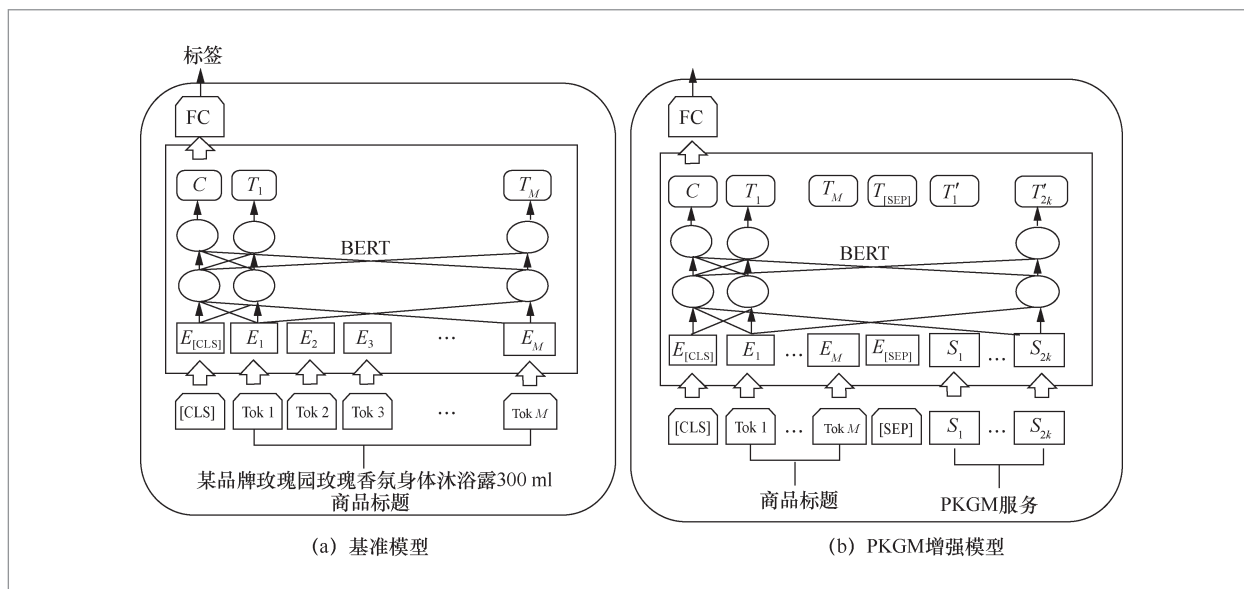 标签
FC
C T1 TM
BERT
E[CLS] E1 E2 E3 … EM
[CLS] Tok 1 Tok 2 Tok 3 … Tok M
某品牌玫瑰园玫瑰香氛身体沐浴露300 ml
商品标题
(a) 基准模型
FC
C T1 TM T[SEP] T′1 T′2k
BERT
E[CLS] E1 … EM E[SEP] S1 … S2k
[CLS] Tok 1 … Tok M [SEP] S1 … S2k
商品标题 PKGM服务
(b) PKGM增强模型